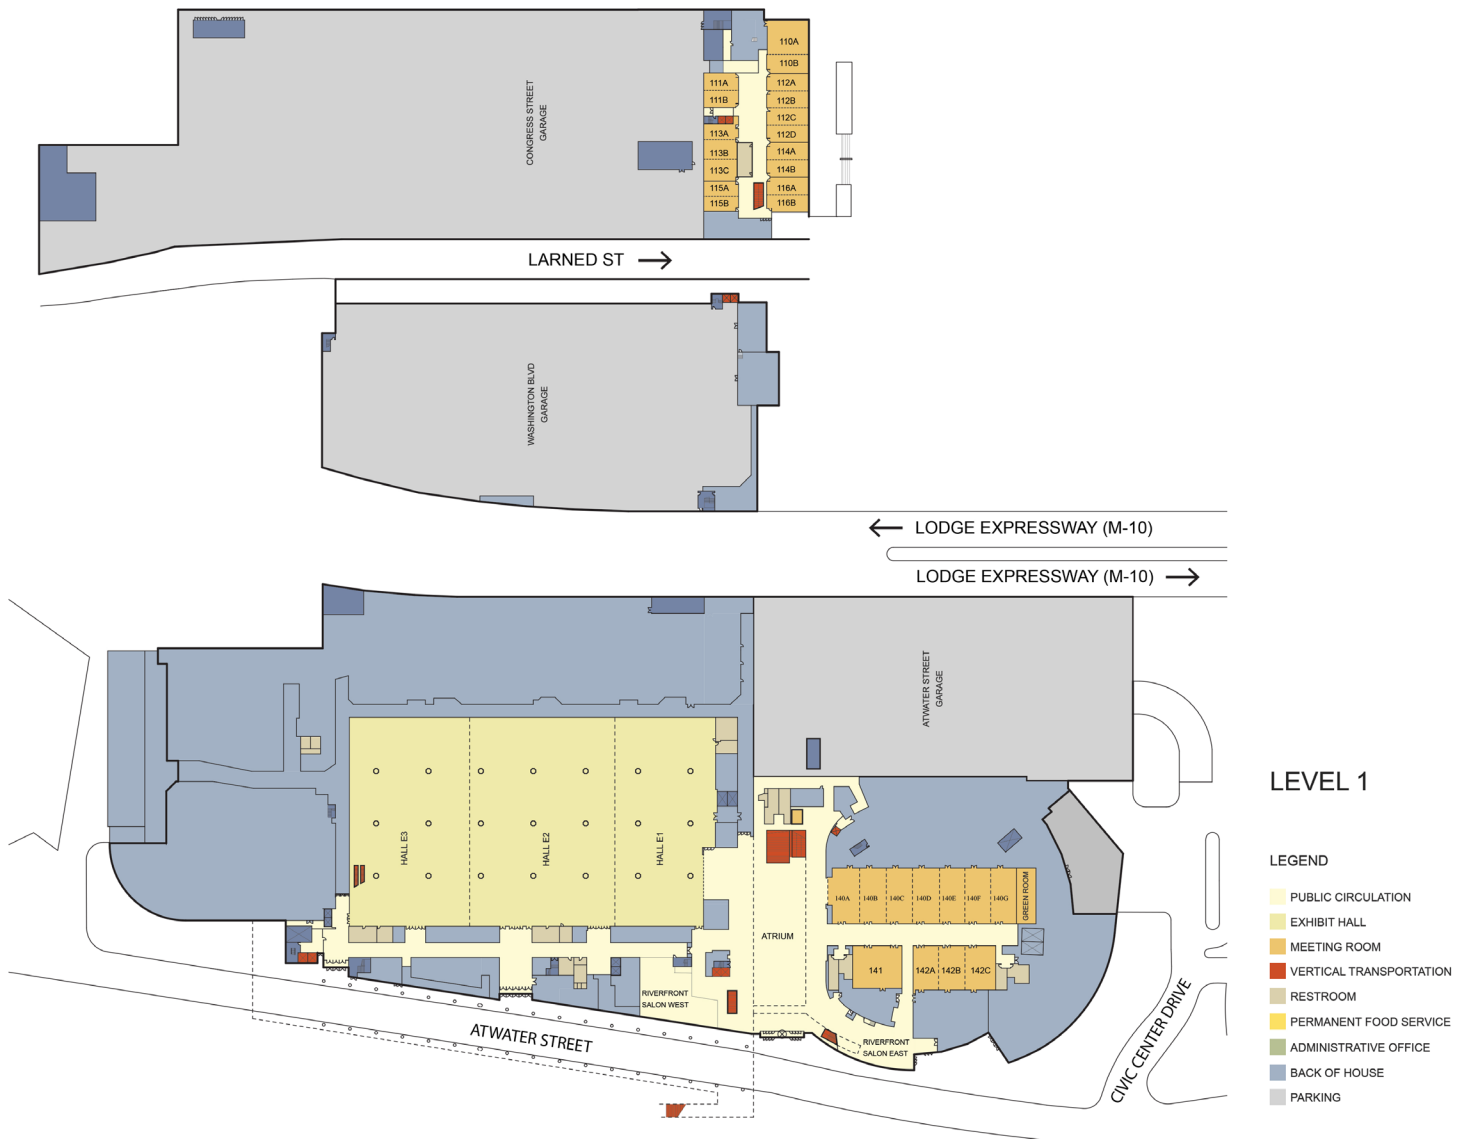 110A
110B
111A
112A
111B
112B
112C
113A
112D
113B
114A
113C
114B
115A
116A
115B
116B
CONGRESS STREET
GARAGE
LARNED ST
WASHINGTON BLVD
GARAGE
LODGE EXPRESSWAY (M-10)
LODGE EXPRESSWAY (M-10)
ATWATER STREET
GARAGE
HALL E3
HALL E2
HALL E1
140A
140B
140C
140D
140E
140F
140G
GREEN ROOM
ATRIUM
141
142A
142B
142C
RIVERFRONT
SALON WEST
RIVERFRONT
SALON EAST
ATWATER STREET
CIVIC CENTER DRIVE
LEVEL 1
LEGEND
PUBLIC CIRCULATION
EXHIBIT HALL
MEETING ROOM
VERTICAL TRANSPORTATION
RESTROOM
PERMANENT FOOD SERVICE
ADMINISTRATIVE OFFICE
BACK OF HOUSE
PARKING